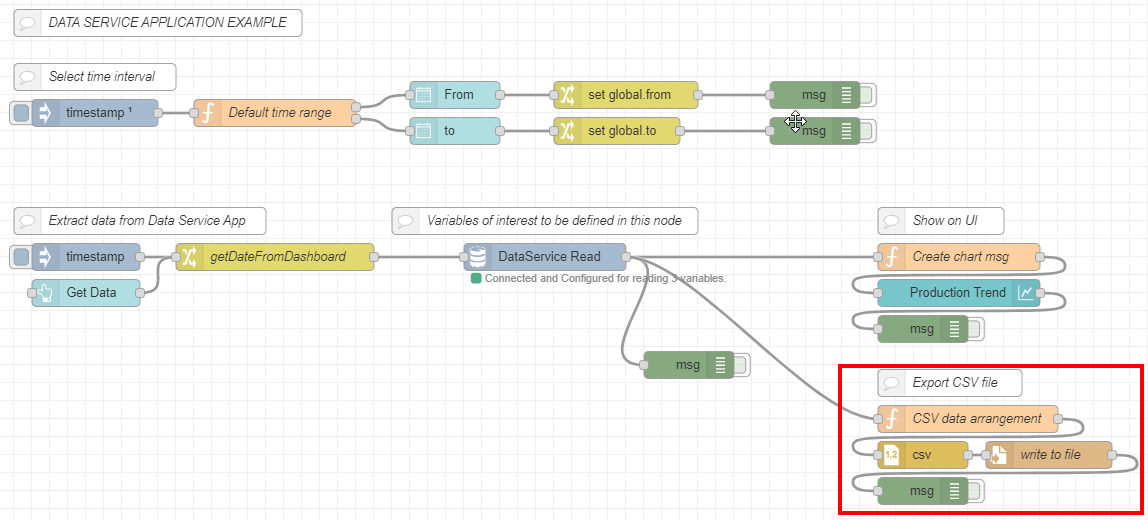 DATA SERVICE APPLICATION EXAMPLE
Select time interval
timestamp ¹
Default time range
From
set global.from
msg
to
set global.to
msg
Extract data from Data Service App
Variables of interest to be defined in this node
Show on UI
timestamp
getDateFromDashboard
DataService Read
Create chart msg
Connected and Configured for reading 3 variables.
Get Data
Production Trend
msg
msg
Export CSV file
CSV data arrangement
1,2
csv
write to file
msg